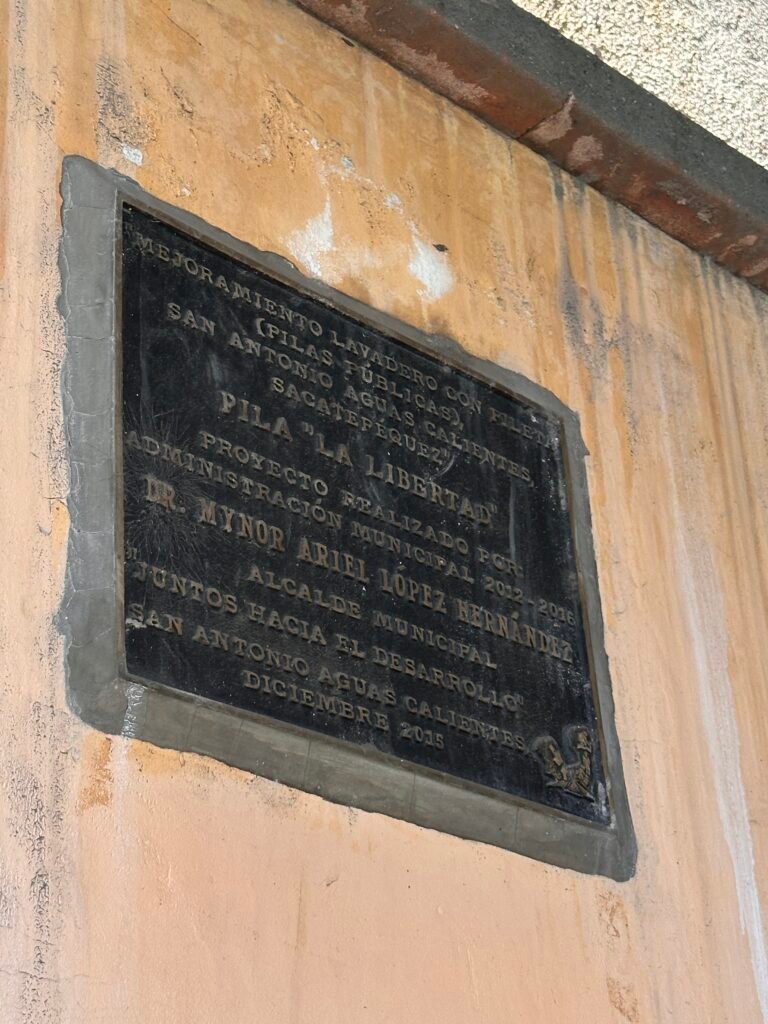 "MEJORAMIENTO LAVADERO CON PILETA
(PILAS PÚBLICAS),
SAN ANTONIO AGUAS CALIENTES,
SACATEPÉQUEZ"
PILA "LA LIBERTAD"
PROYECTO REALIZADO POR:
ADMINISTRACIÓN MUNICIPAL 2012-2016
DR. MYNOR ARIEL LÓPEZ HERNÁNDEZ
ALCALDE MUNICIPAL
"JUNTOS HACIA EL DESARROLLO"
SAN ANTONIO AGUAS CALIENTES,
DICIEMBRE 2015